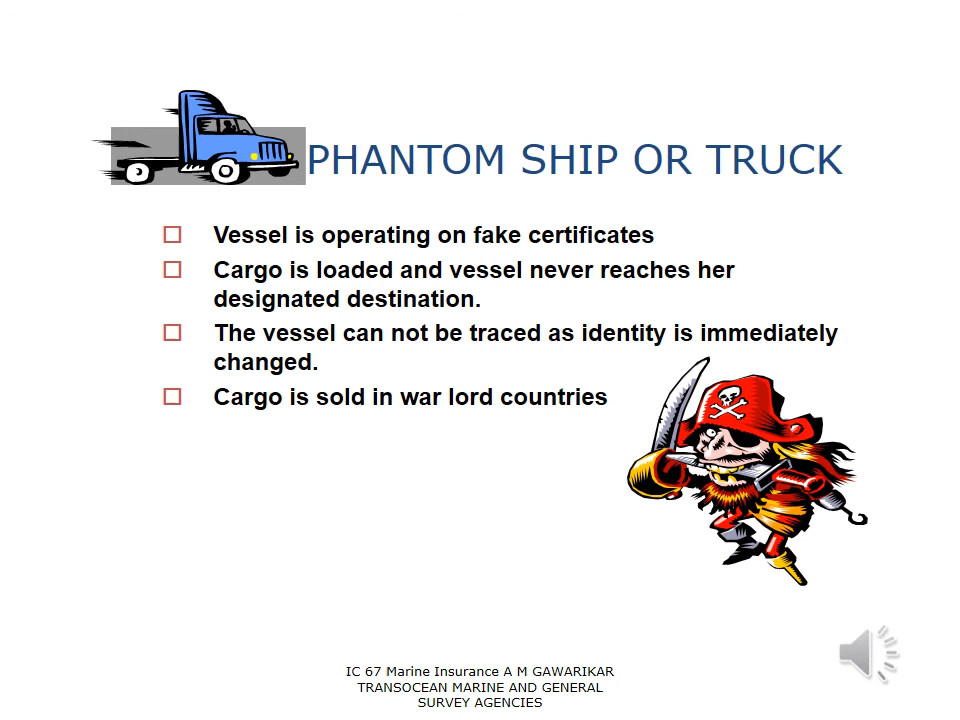 PHANTOM SHIP OR TRUCK
Vessel is operating on fake certificates
Cargo is loaded and vessel never reaches her
designated destination.
The vessel can not be traced as identity is immediately
changed.
Cargo is sold in war lord countries
IC 67 Marine Insurance A M GAWARIKAR
TRANSOCEAN MARINE AND GENERAL
SURVEY AGENCIES